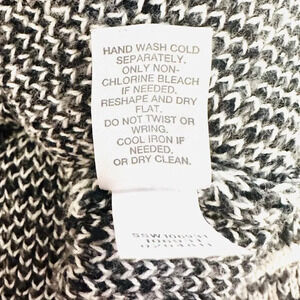 HAND WASH COLD
SEPARATELY.
ONLY NON-
CHLORINE BLEACH
IF NEEDED.
RESHAPE AND DRY
FLAT.
DO NOT TWIST OR
WRING.
COOL IRON IF
NEEDED.
OR DRY CLEAN.